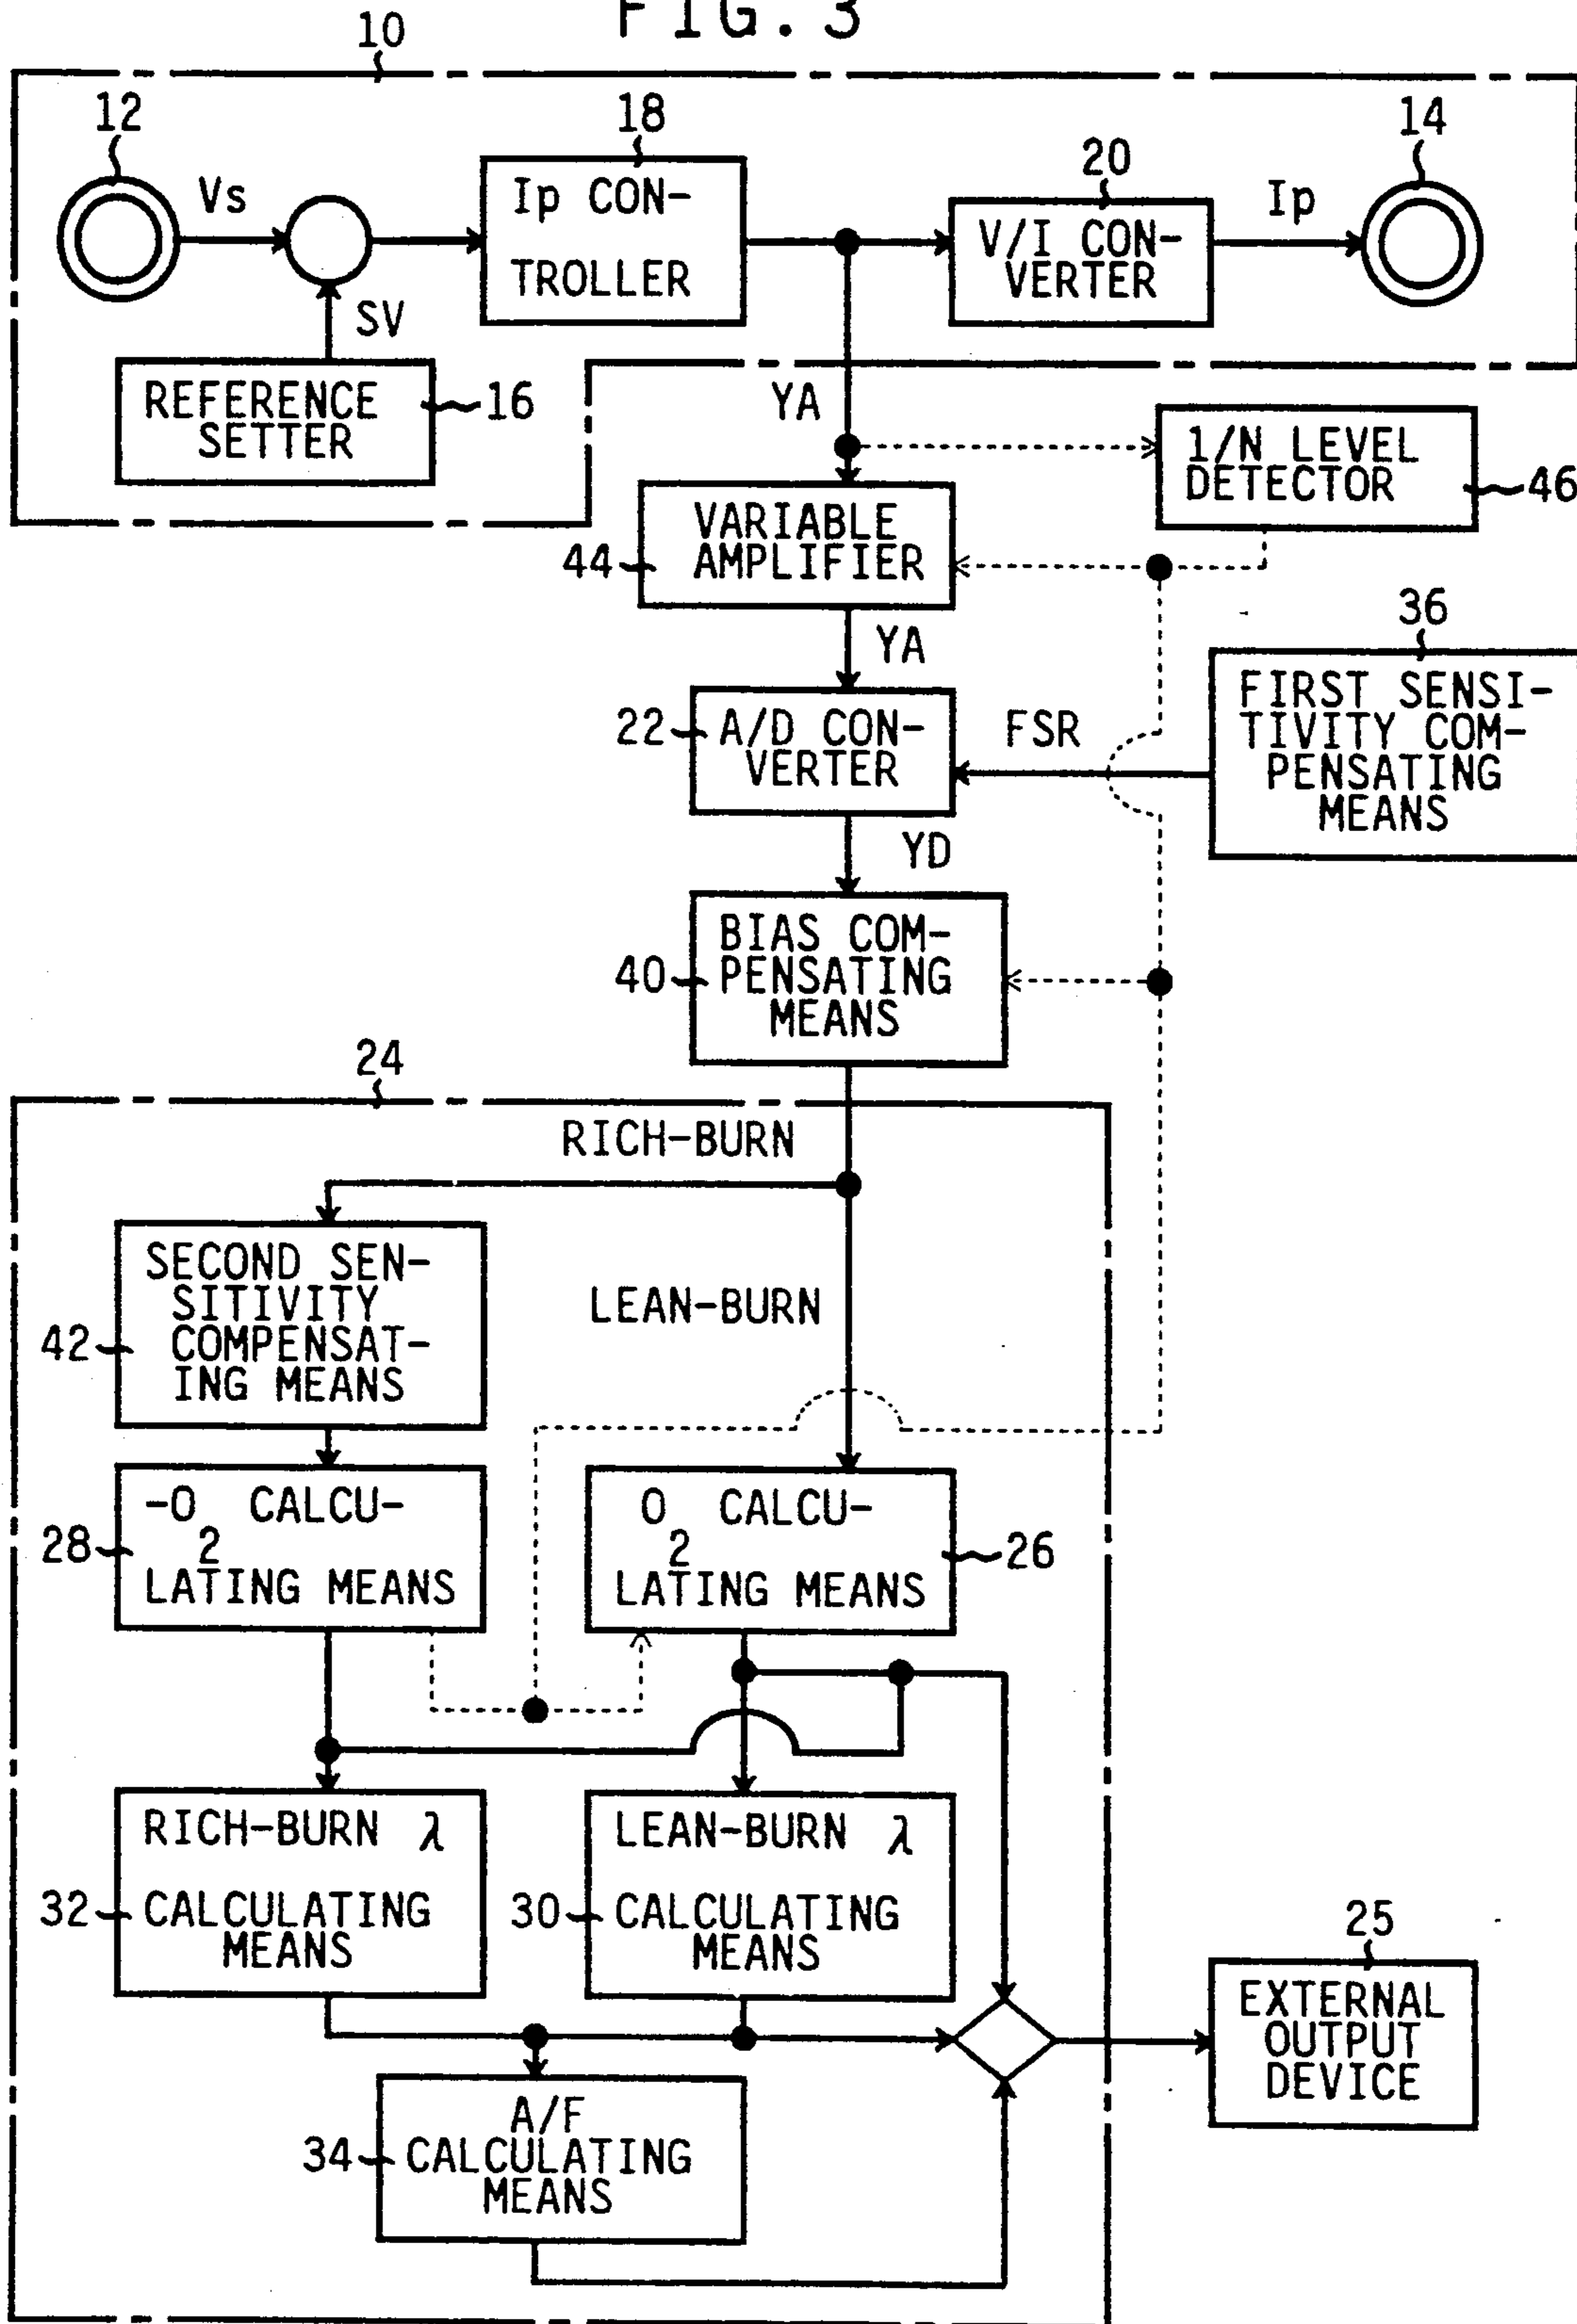 FIG. 3
10
12
Vs
18
Ip CON-
TROLLER
20
V/I CON-
VERTER
Ip
14
SV
REFERENCE
SETTER
16
YA
1/N LEVEL
DETECTOR
46
VARIABLE
AMPLIFIER
44
YA
36
FIRST SENSI-
TIVITY COM-
PENSATING
MEANS
22
A/D CON-
VERTER
FSR
YD
BIAS COM-
PENSATING
MEANS
40
24
RICH-BURN
SECOND SEN-
SITIVITY
COMPENSAT-
ING MEANS
42
LEAN-BURN
-O2 CALCU-
LATING MEANS
28
O2 CALCU-
LATING MEANS
26
RICH-BURN λ
CALCULATING
MEANS
32
LEAN-BURN λ
CALCULATING
MEANS
30
25
EXTERNAL
OUTPUT
DEVICE
A/F
CALCULATING
MEANS
34